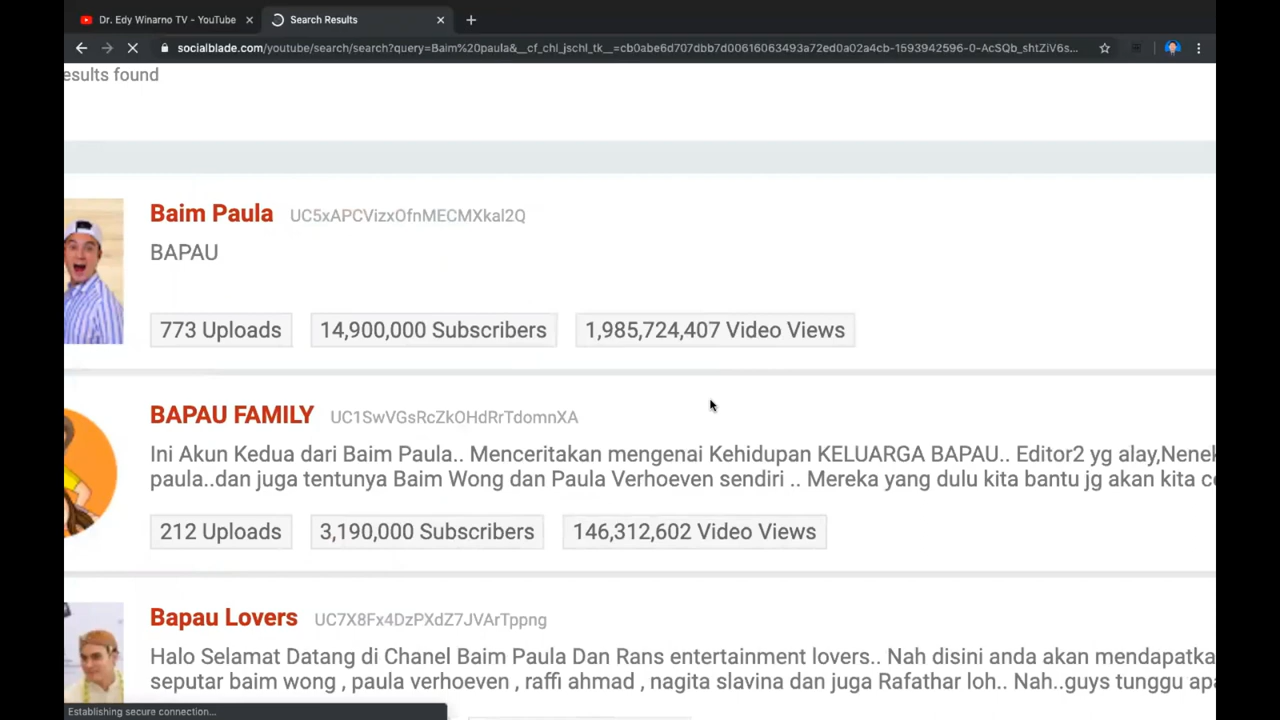 Dr. Edy Winarno TV - YouTube
Search Results
socialblade.com/youtube/search/search?query=Baim%20paula&__cf_chl_jschl_tk__=cb0abe6d707dbb7d00616063493a72ed0a02a4cb-1593942596-0-AcSQb_shtZiV6s...
esults found
Baim Paula UC5xAPCVizxOfnMECMXkal2Q
BAPAU
773 Uploads 14,900,000 Subscribers 1,985,724,407 Video Views
BAPAU FAMILY UC1SwVGsRcZkOHdRrTdomnXA
Ini Akun Kedua dari Baim Paula.. Menceritakan mengenai Kehidupan KELUARGA BAPAU.. Editor2 yg alay,Nenek
paula..dan juga tentunya Baim Wong dan Paula Verhoeven sendiri .. Mereka yang dulu kita bantu jg akan kita c
212 Uploads 3,190,000 Subscribers 146,312,602 Video Views
Bapau Lovers UC7X8Fx4DzPXdZ7JVArTppng
Halo Selamat Datang di Chanel Baim Paula Dan Rans entertainment lovers.. Nah disini anda akan mendapatka
seputar baim wong , paula verhoeven , raffi ahmad , nagita slavina dan juga Rafathar loh.. Nah..guys tunggu apa
Establishing secure connection...